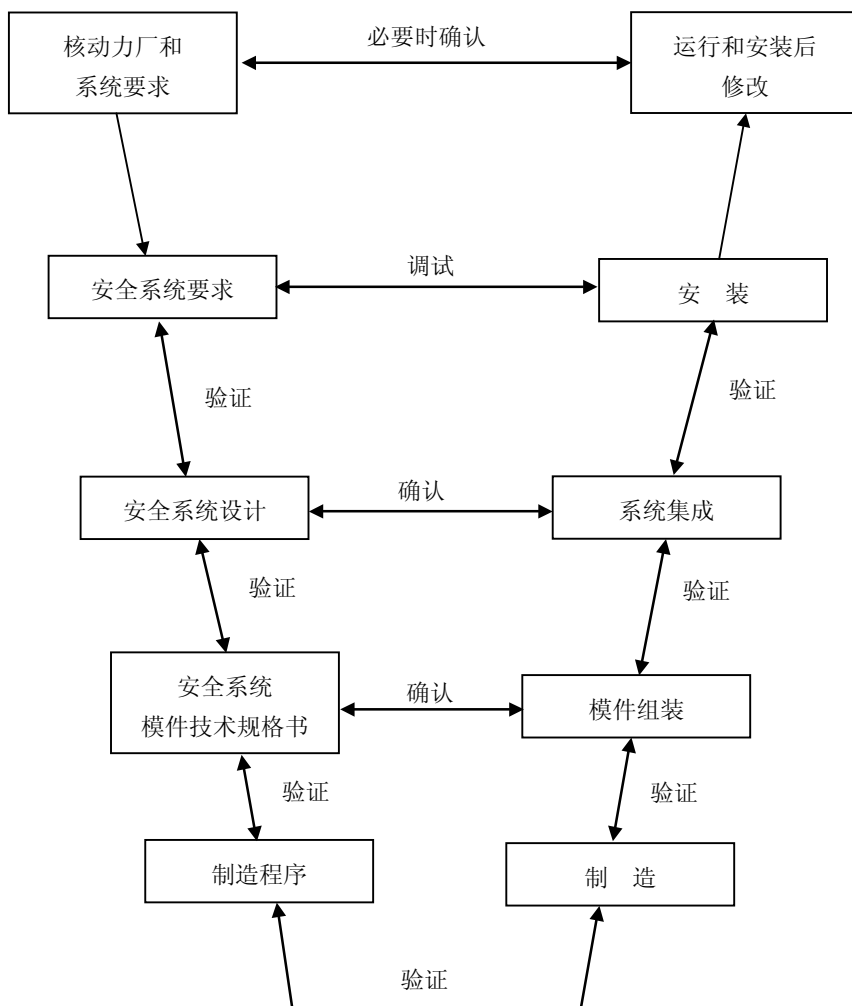 核动力厂和
系统要求
必要时确认
运行和安装后
修改
安全系统要求
调试
安　装
验证
验证
安全系统设计
确认
系统集成
验证
验证
安全系统
模件技术规格书
确认
模件组装
验证
验证
制造程序
制　造
验证